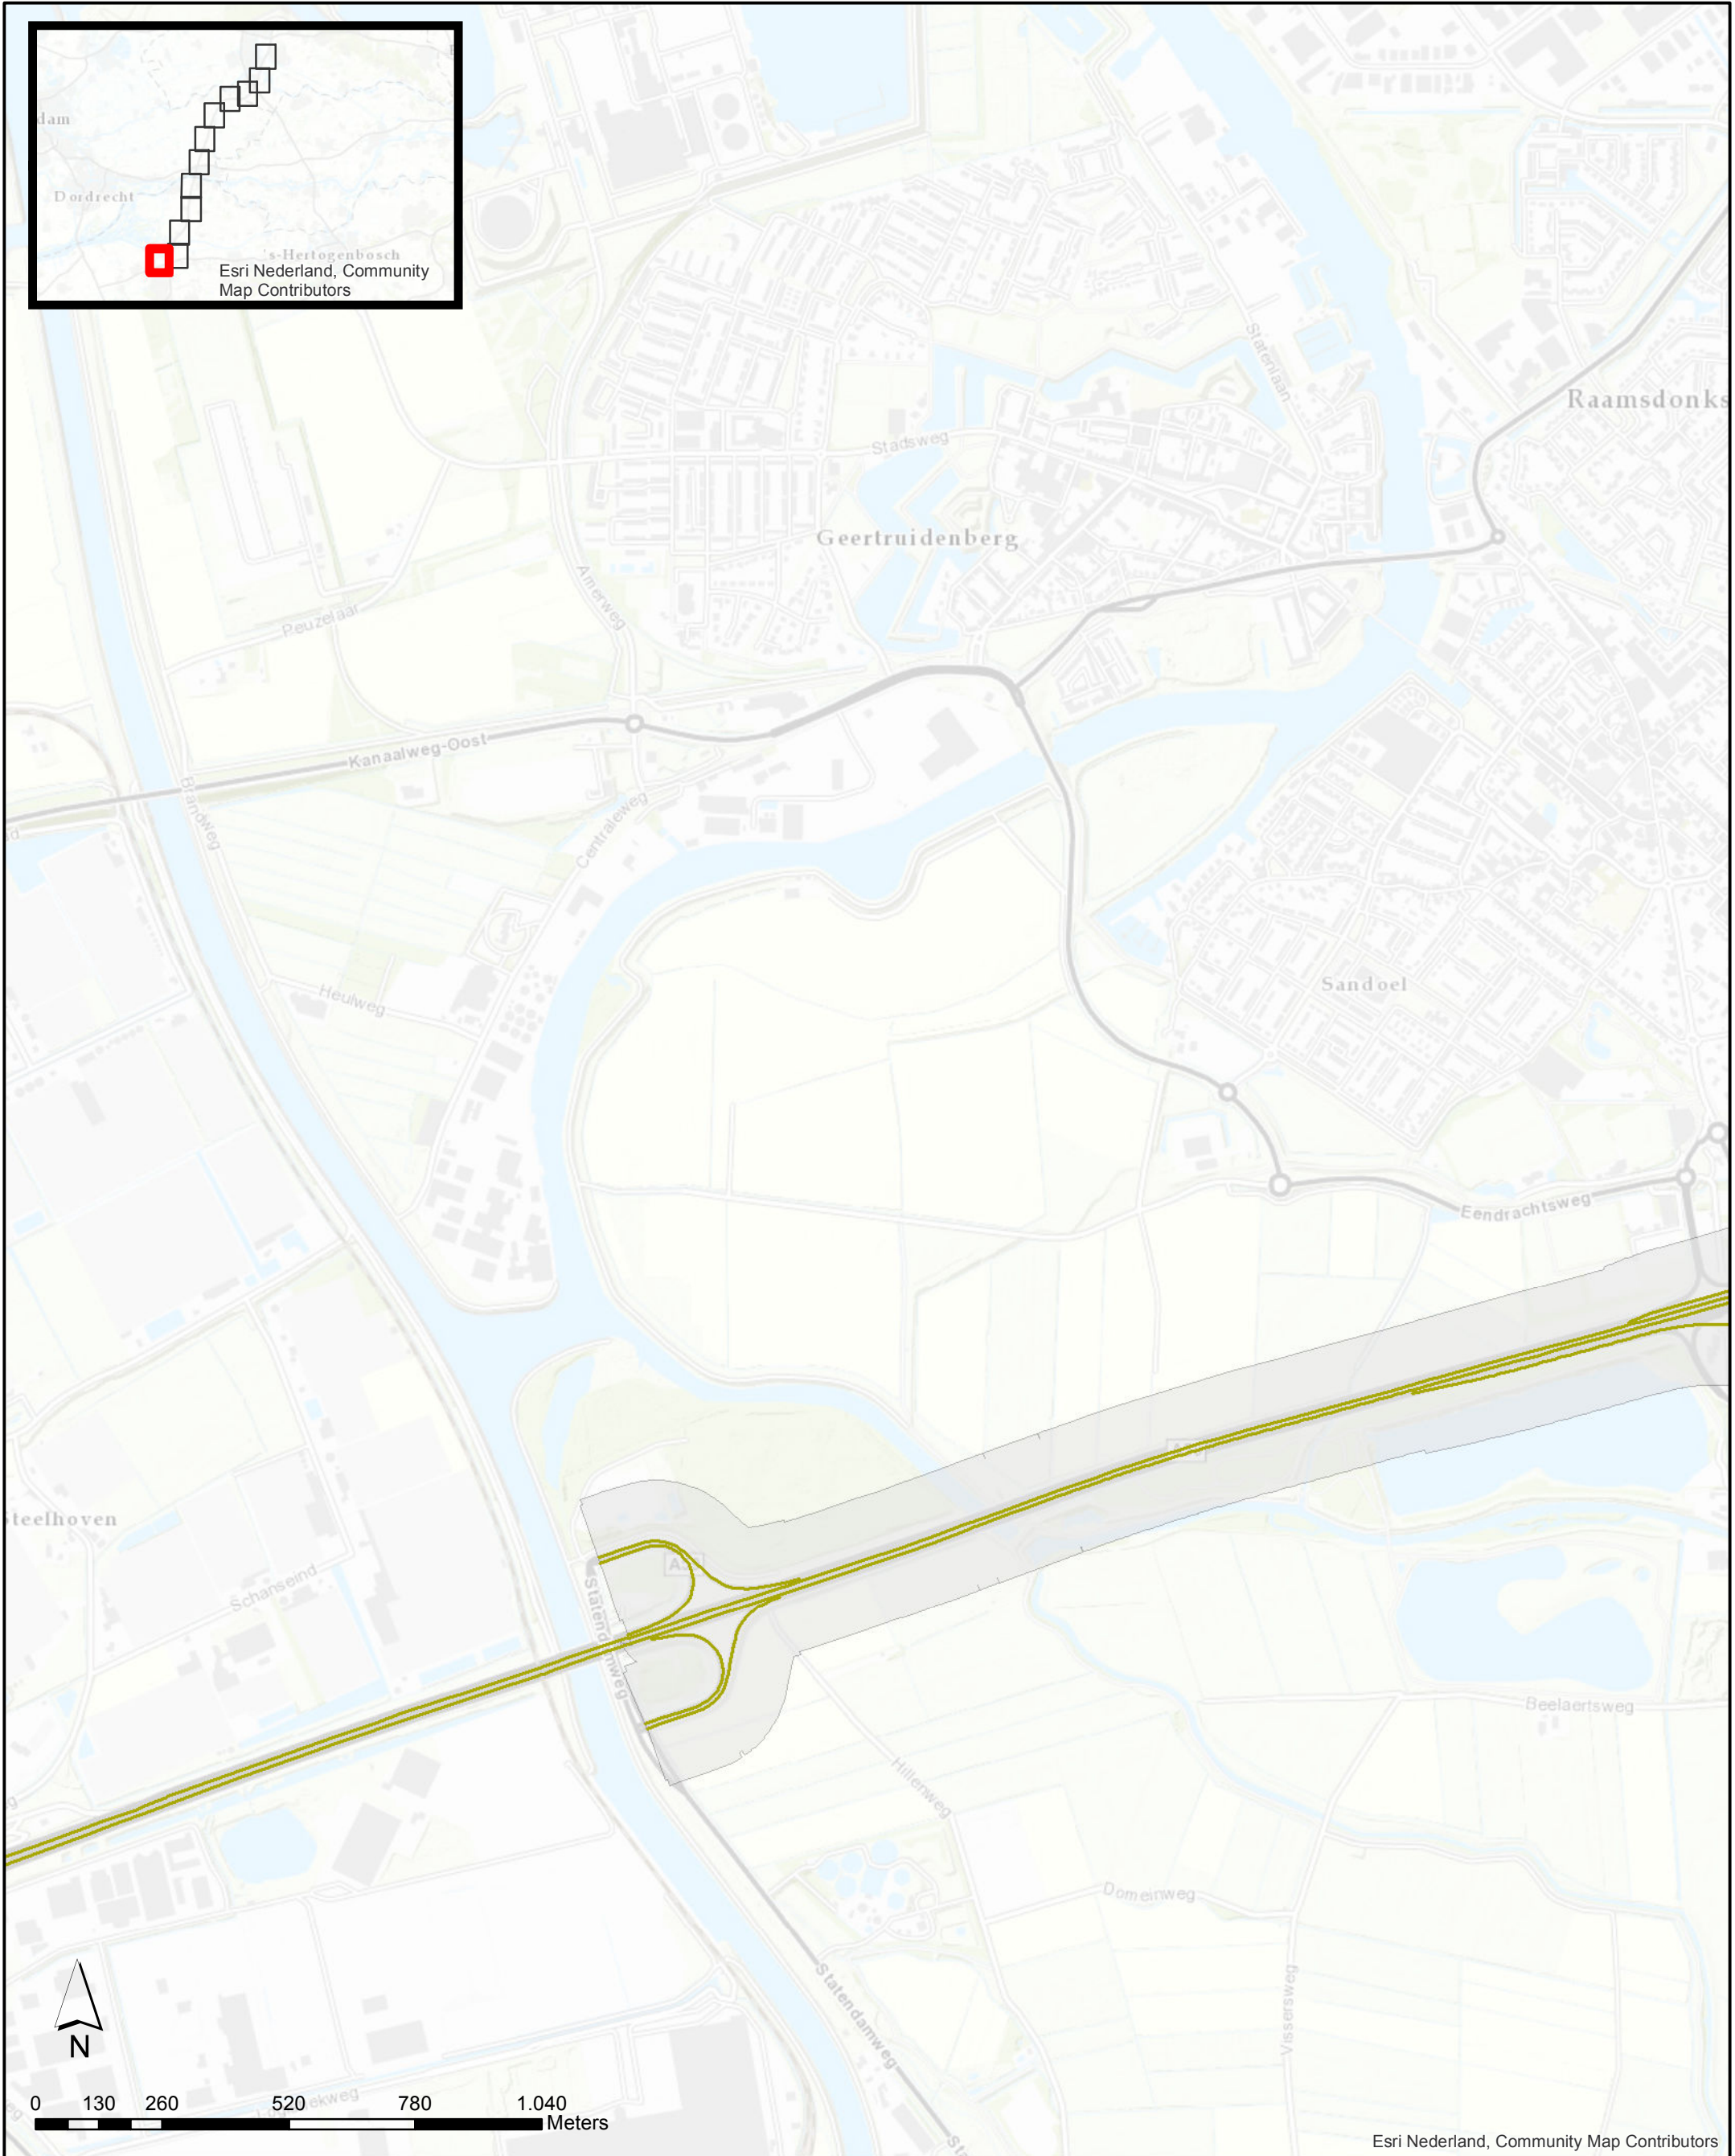 dam
Dordrecht
's-Hertogenbosch
Esri Nederland, Community
Map Contributors
Statenlaan
Raamsdonks
Stadsweg
Geertruidenberg
Amerweg
Peuzelaar
Kanaalweg-Oost
Brandweg
Centraleweg
Sandoel
Heulweg
Eendrachtsweg
teelhoven
Schanseind
Statendamweg
Beelaertsweg
Hillenweg
Domeinweg
Statendamweg
Vissersweg
N
0 130 260 520 780 1.040
Meters
ekweg
Sta
Esri Nederland, Community Map Contributors